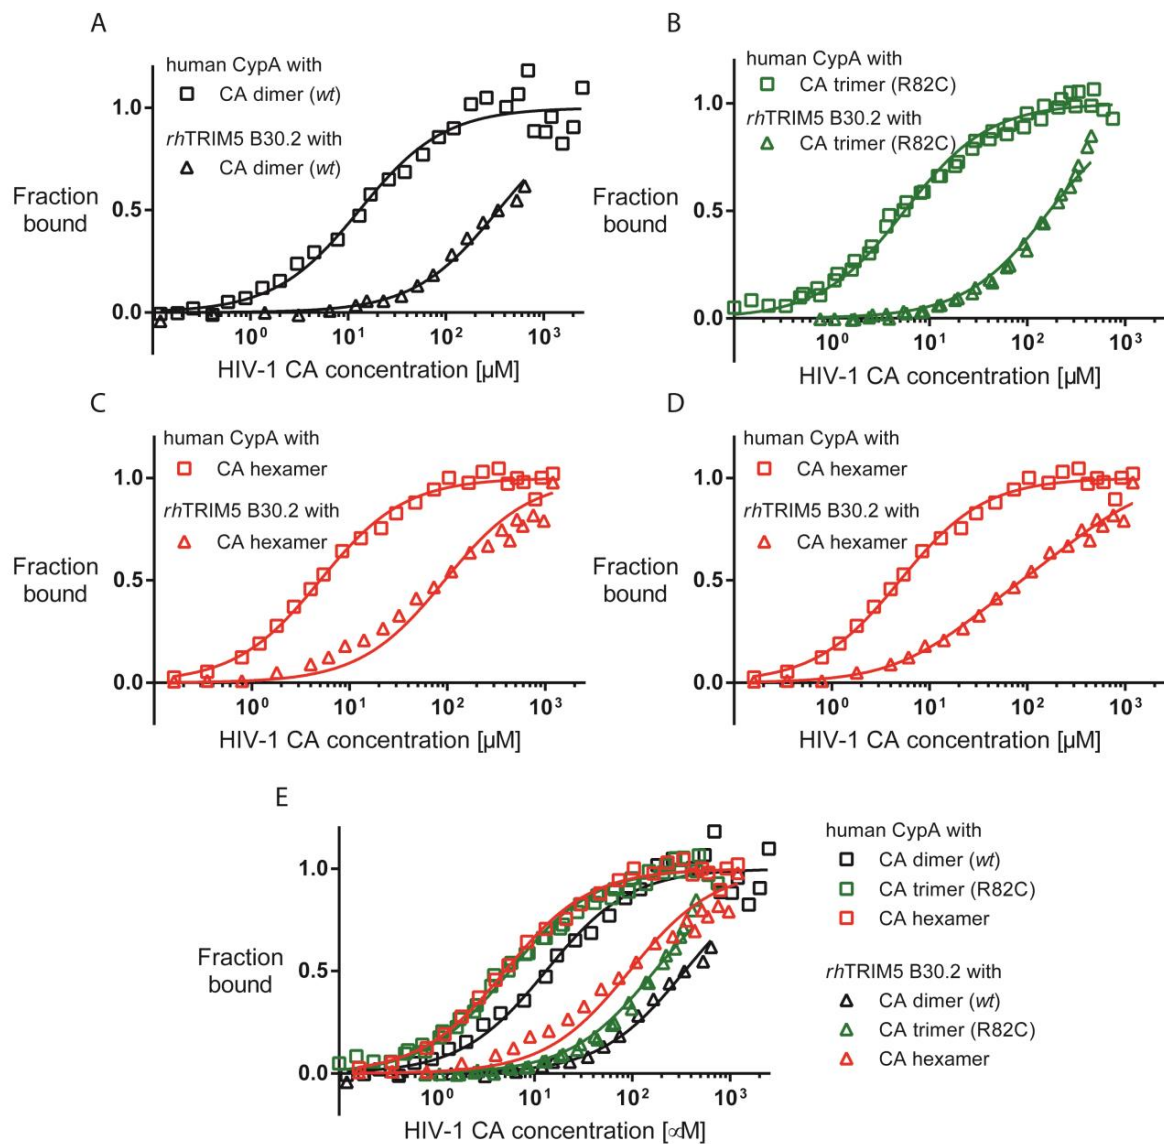 A
human CypA with
CA dimer (wt)
rhTRIM5 B30.2 with
CA dimer (wt)
Fraction
bound
1.0
0.5
0.0
10⁰ 10¹ 10² 10³
HIV-1 CA concentration [µM]
B
human CypA with
CA trimer (R82C)
rhTRIM5 B30.2 with
CA trimer (R82C)
Fraction
bound
1.0
0.5
0.0
10⁰ 10¹ 10² 10³
HIV-1 CA concentration [µM]
C
human CypA with
CA hexamer
rhTRIM5 B30.2 with
CA hexamer
Fraction
bound
1.0
0.5
0.0
10⁰ 10¹ 10² 10³
HIV-1 CA concentration [µM]
D
human CypA with
CA hexamer
rhTRIM5 B30.2 with
CA hexamer
Fraction
bound
1.0
0.5
0.0
10⁰ 10¹ 10² 10³
HIV-1 CA concentration [µM]
E
Fraction
bound
1.0
0.5
0.0
10⁰ 10¹ 10² 10³
HIV-1 CA concentration [∝M]
human CypA with
CA dimer (wt)
CA trimer (R82C)
CA hexamer
rhTRIM5 B30.2 with
CA dimer (wt)
CA trimer (R82C)
CA hexamer